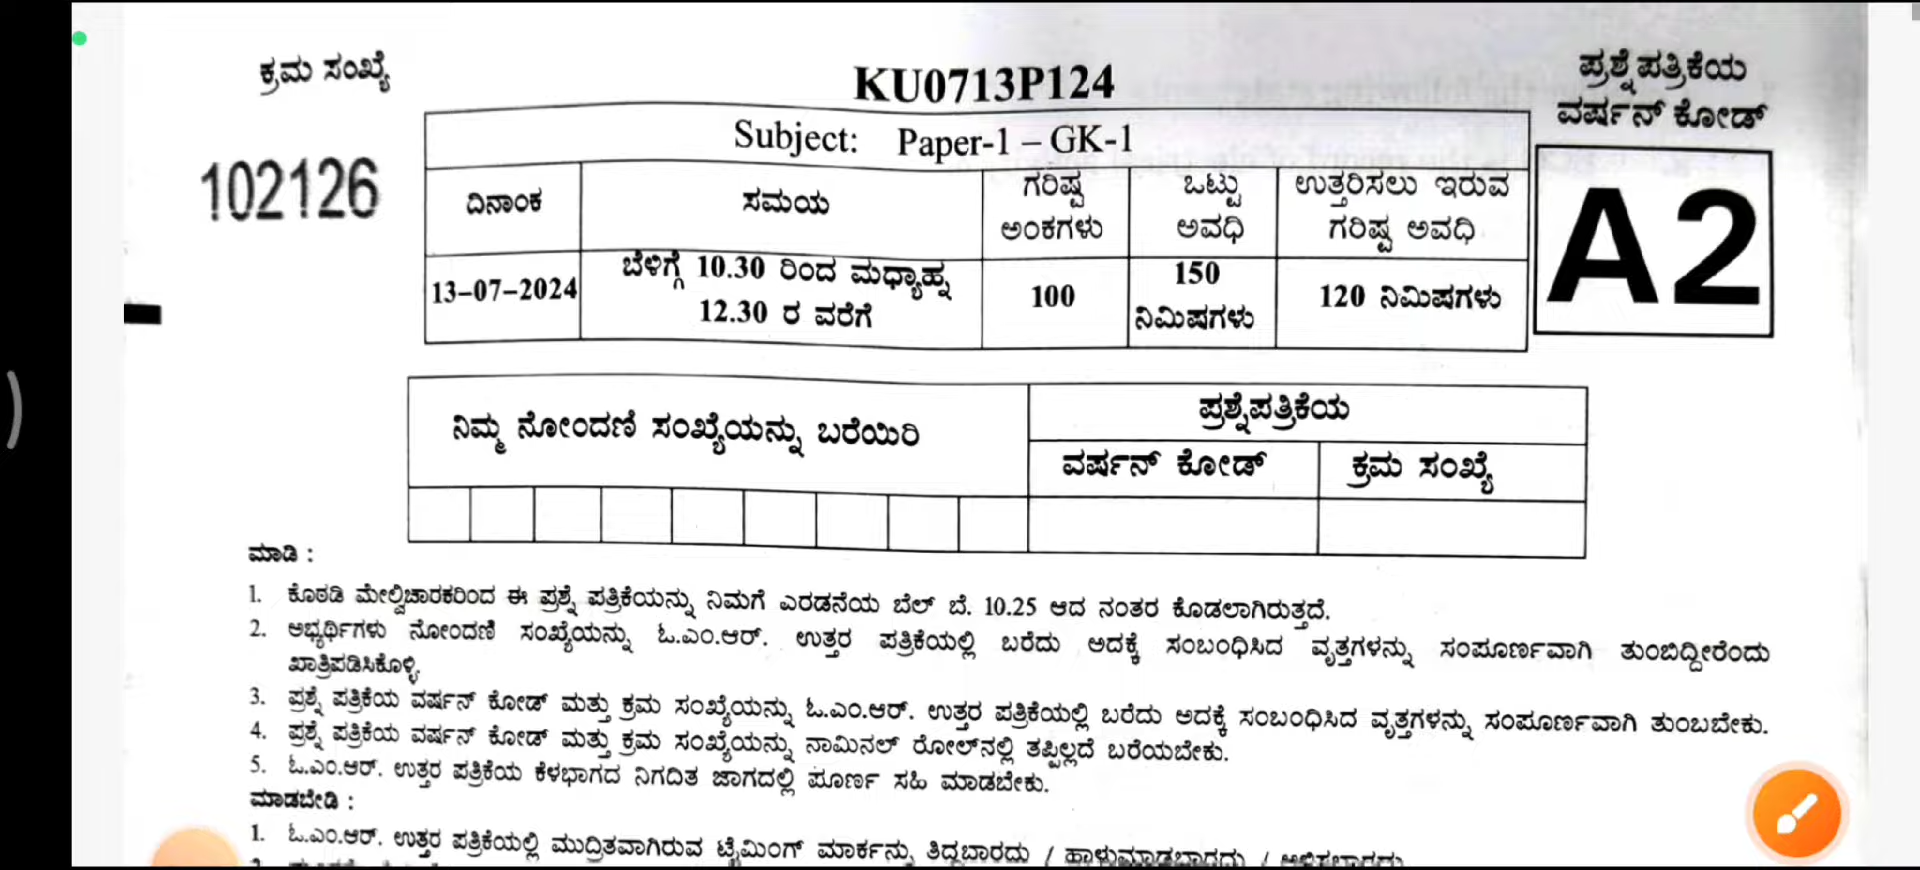 ಕ್ರಮ ಸಂಖ್ಯೆ
KU0713P124
ಪ್ರಶ್ನೆಪತ್ರಿಕೆಯ
ವರ್ಷನ್ ಕೋಡ್
102126
Subject: Paper-1 – GK-1
A2
ದಿನಾಂಕ ಸಮಯ ಗರಿಷ್ಠ ಅಂಕಗಳು ಒಟ್ಟು ಅವಧಿ ಉತ್ತರಿಸಲು ಇರುವ ಗರಿಷ್ಠ ಅವಧಿ
13-07-2024 ಬೆಳಿಗ್ಗೆ 10.30 ರಿಂದ ಮಧ್ಯಾಹ್ನ 12.30 ರ ವರೆಗೆ 100 150 ನಿಮಿಷಗಳು 120 ನಿಮಿಷಗಳು
ನಿಮ್ಮ ನೋಂದಣಿ ಸಂಖ್ಯೆಯನ್ನು ಬರೆಯಿರಿ
ಪ್ರಶ್ನೆಪತ್ರಿಕೆಯ
ವರ್ಷನ್ ಕೋಡ್ ಕ್ರಮ ಸಂಖ್ಯೆ
ಮಾಡಿ :
1. ಕೊಠಡಿ ಮೇಲ್ವಿಚಾರಕರಿಂದ ಈ ಪ್ರಶ್ನೆ ಪತ್ರಿಕೆಯನ್ನು ನಿಮಗೆ ಎರಡನೆಯ ಬೆಲ್ ಬೆ. 10.25 ಆದ ನಂತರ ಕೊಡಲಾಗಿರುತ್ತದೆ.
2. ಅಭ್ಯರ್ಥಿಗಳು ನೋಂದಣಿ ಸಂಖ್ಯೆಯನ್ನು ಓ.ಎಂ.ಆರ್. ಉತ್ತರ ಪತ್ರಿಕೆಯಲ್ಲಿ ಬರೆದು ಅದಕ್ಕೆ ಸಂಬಂಧಿಸಿದ ವೃತ್ತಗಳನ್ನು ಸಂಪೂರ್ಣವಾಗಿ ತುಂಬಿದ್ದೀರೆಂದು
ಖಾತ್ರಿಪಡಿಸಿಕೊಳ್ಳಿ.
3. ಪ್ರಶ್ನೆ ಪತ್ರಿಕೆಯ ವರ್ಷನ್ ಕೋಡ್ ಮತ್ತು ಕ್ರಮ ಸಂಖ್ಯೆಯನ್ನು ಓ.ಎಂ.ಆರ್. ಉತ್ತರ ಪತ್ರಿಕೆಯಲ್ಲಿ ಬರೆದು ಅದಕ್ಕೆ ಸಂಬಂಧಿಸಿದ ವೃತ್ತಗಳನ್ನು ಸಂಪೂರ್ಣವಾಗಿ ತುಂಬಬೇಕು.
4. ಪ್ರಶ್ನೆ ಪತ್ರಿಕೆಯ ವರ್ಷನ್ ಕೋಡ್ ಮತ್ತು ಕ್ರಮ ಸಂಖ್ಯೆಯನ್ನು ನಾಮಿನಲ್ ರೋಲ್‌ನಲ್ಲಿ ತಪ್ಪಿಲ್ಲದೆ ಬರೆಯಬೇಕು.
5. ಓ.ಎಂ.ಆರ್. ಉತ್ತರ ಪತ್ರಿಕೆಯ ಕೆಳಭಾಗದ ನಿಗದಿತ ಜಾಗದಲ್ಲಿ ಪೂರ್ಣ ಸಹಿ ಮಾಡಬೇಕು.
ಮಾಡಬೇಡಿ :
1. ಓ.ಎಂ.ಆರ್. ಉತ್ತರ ಪತ್ರಿಕೆಯಲ್ಲಿ ಮುದ್ರಿತವಾಗಿರುವ ಟೈಮಿಂಗ್ ಮಾರ್ಕನ್ನು ತಿದ್ದಬಾರದು / ಹಾಳುಮಾಡಬಾರದು / ಅಳಿಸಬಾರದು